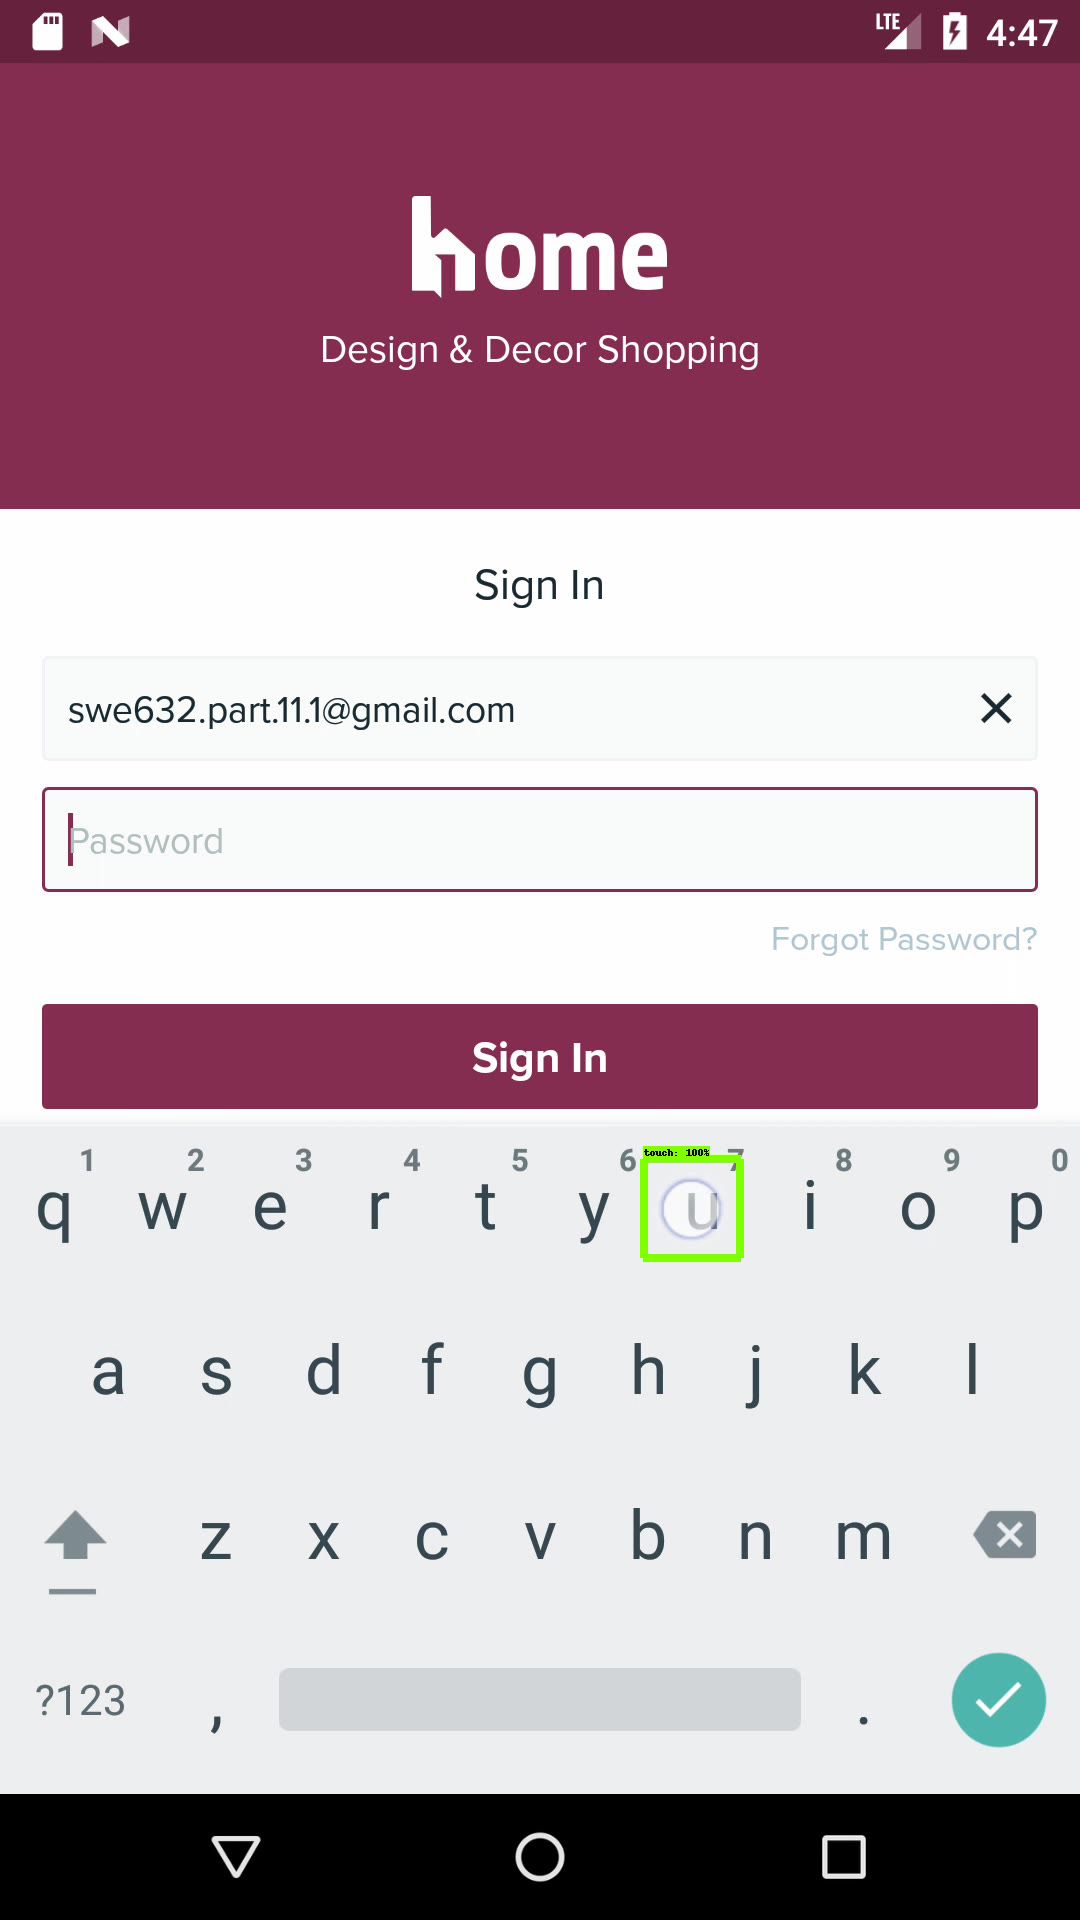 LTE 4:47
home
Design & Decor Shopping
Sign In
swe632.part.11.1@gmail.com
Password
Forgot Password?
Sign In
touch: 100%
1 2 3 4 5 6 7 8 9 0
q w e r t y u i o p
a s d f g h j k l
z x c v b n m
?123 , .